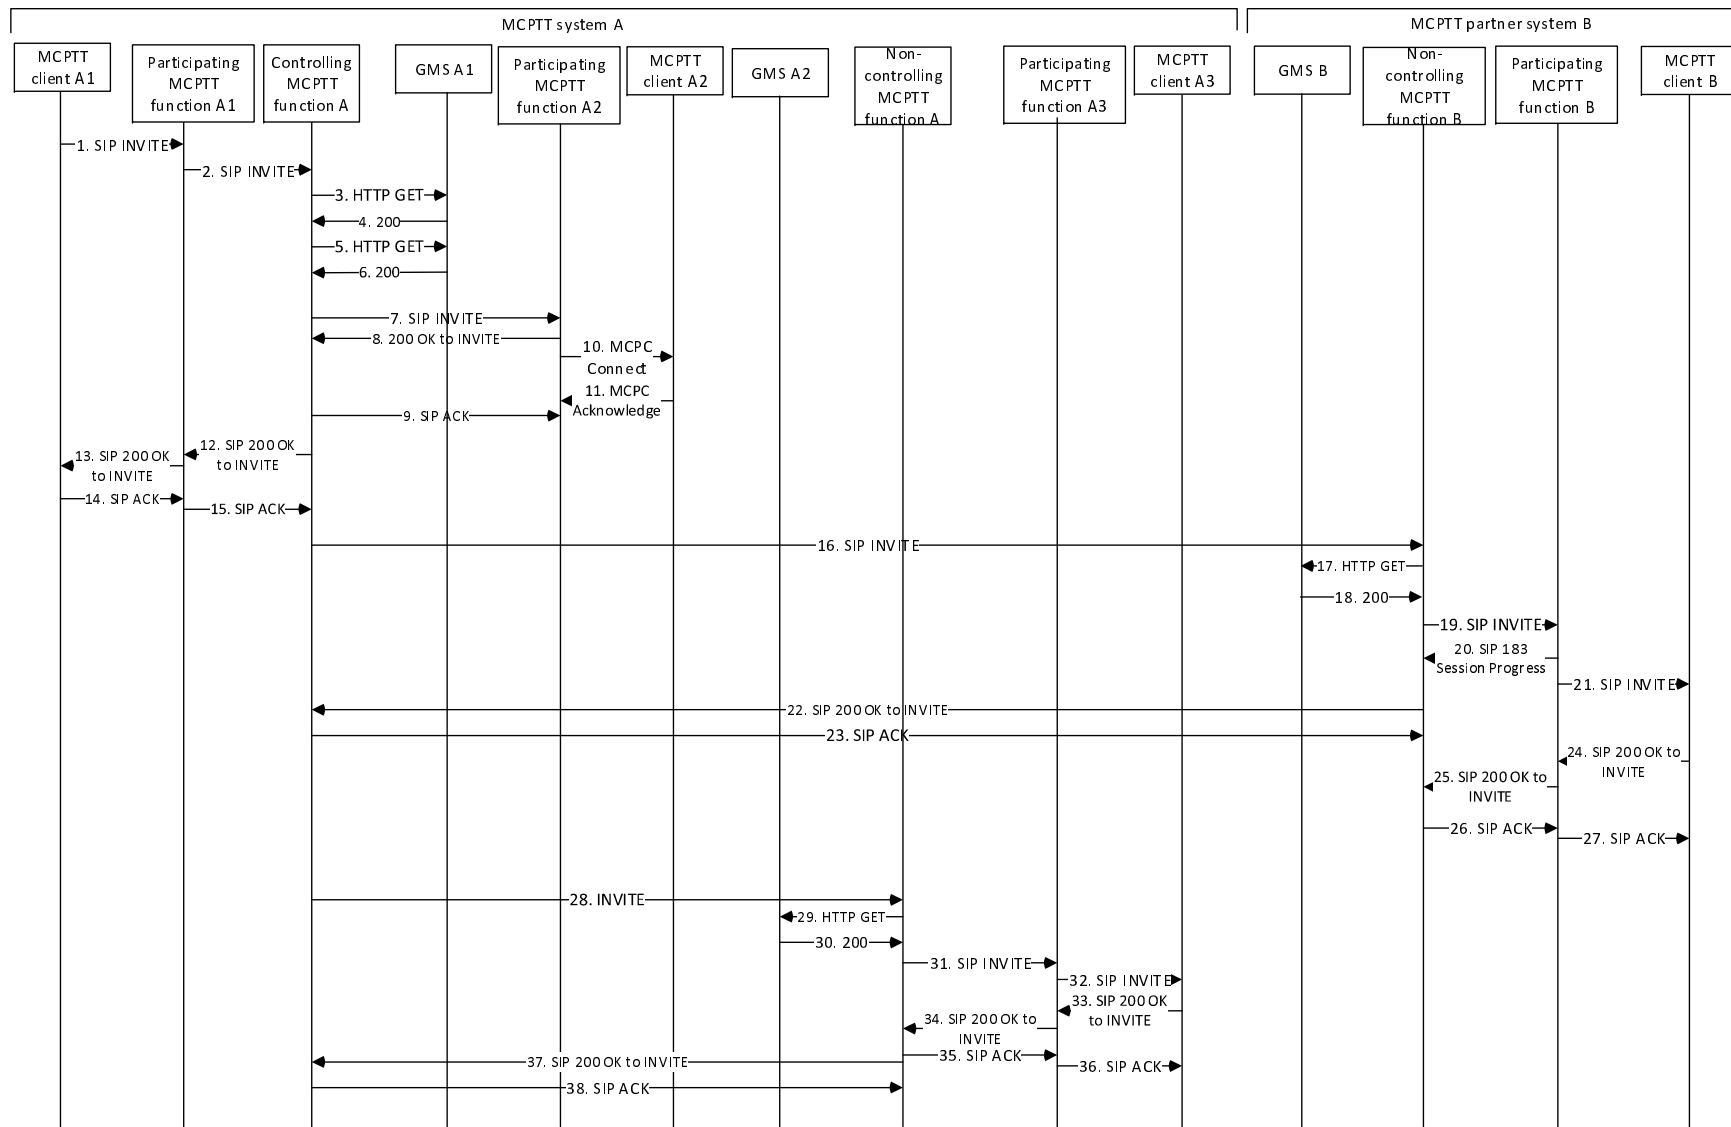 MCPTT system A
MCPTT partner system B
MCPTT
client A1
Participating
MCPTT
function A1
Controlling
MCPTT
function A
GMS A1
Participating
MCPTT
function A2
MCPTT
client A2
GMS A2
Non-
controlling
MCPTT
function A
Participating
MCPTT
function A3
MCPTT
client A3
GMS B
Non-
controlling
MCPTT
function B
Participating
MCPTT
function B
MCPTT
client B
1. SIP INVITE
2. SIP INVITE
3. HTTP GET
4. 200
5. HTTP GET
6. 200
7. SIP INVITE
8. 200 OK to INVITE
10. MCPC
Connect
11. MCPC
Acknowledge
9. SIP ACK
12. SIP 200 OK
to INVITE
13. SIP 200 OK
to INVITE
14. SIP ACK
15. SIP ACK
16. SIP INVITE
17. HTTP GET
18. 200
19. SIP INVITE
20. SIP 183
Session Progress
21. SIP INVITE
22. SIP 200 OK to INVITE
23. SIP ACK
24. SIP 200 OK to
INVITE
25. SIP 200 OK to
INVITE
26. SIP ACK
27. SIP ACK
28. INVITE
29. HTTP GET
30. 200
31. SIP INVITE
32. SIP INVITE
33. SIP 200 OK
to INVITE
34. SIP 200 OK to
INVITE
35. SIP ACK
37. SIP 200 OK to INVITE
36. SIP ACK
38. SIP ACK